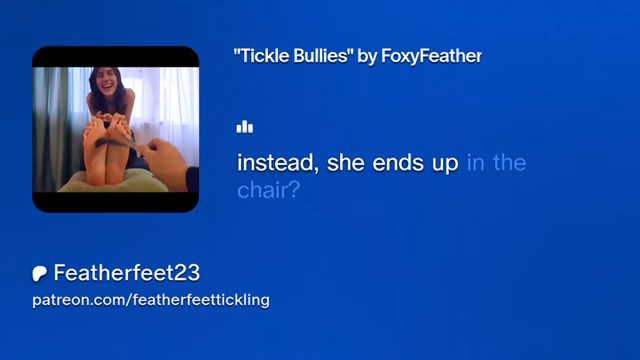 "Tickle Bullies" by FoxyFeather
instead, she ends up in the
chair?
Featherfeet23
patreon.com/featherfeettickling